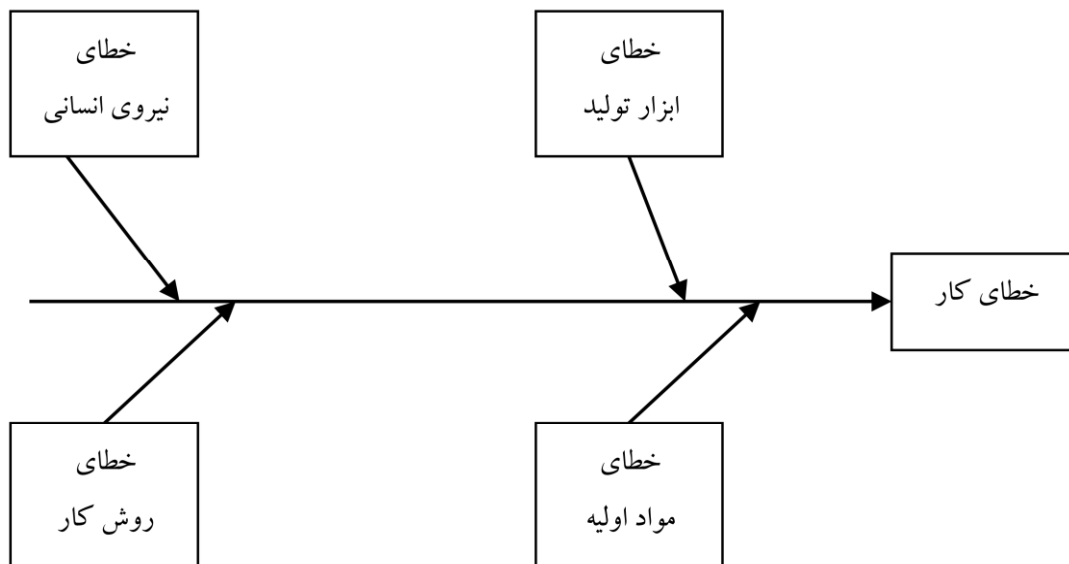 خطای
ابزار تولید
خطای
نیروی انسانی
خطای کار
خطای
مواد اولیه
خطای
روش کار